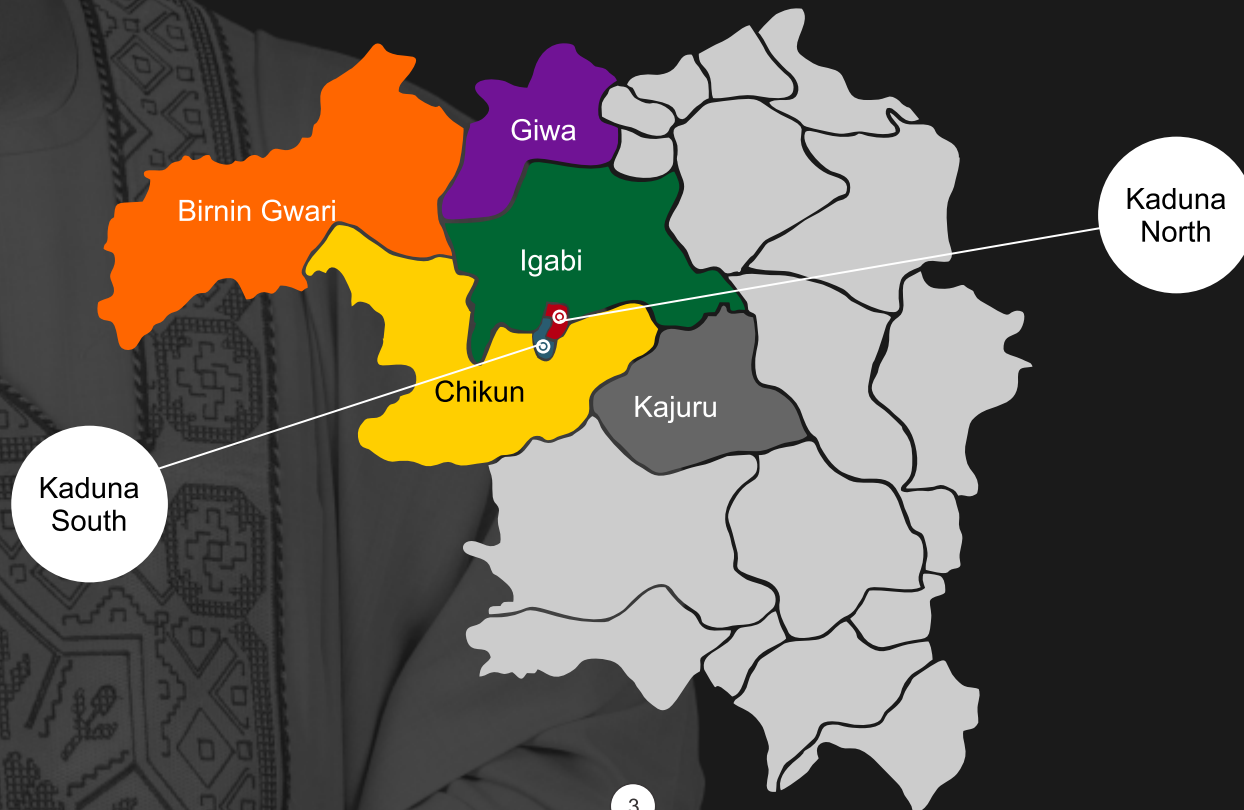 Giwa
Kaduna
North
Birnin Gwari
Igabi
Chikun
Kajuru
Kaduna
South
3